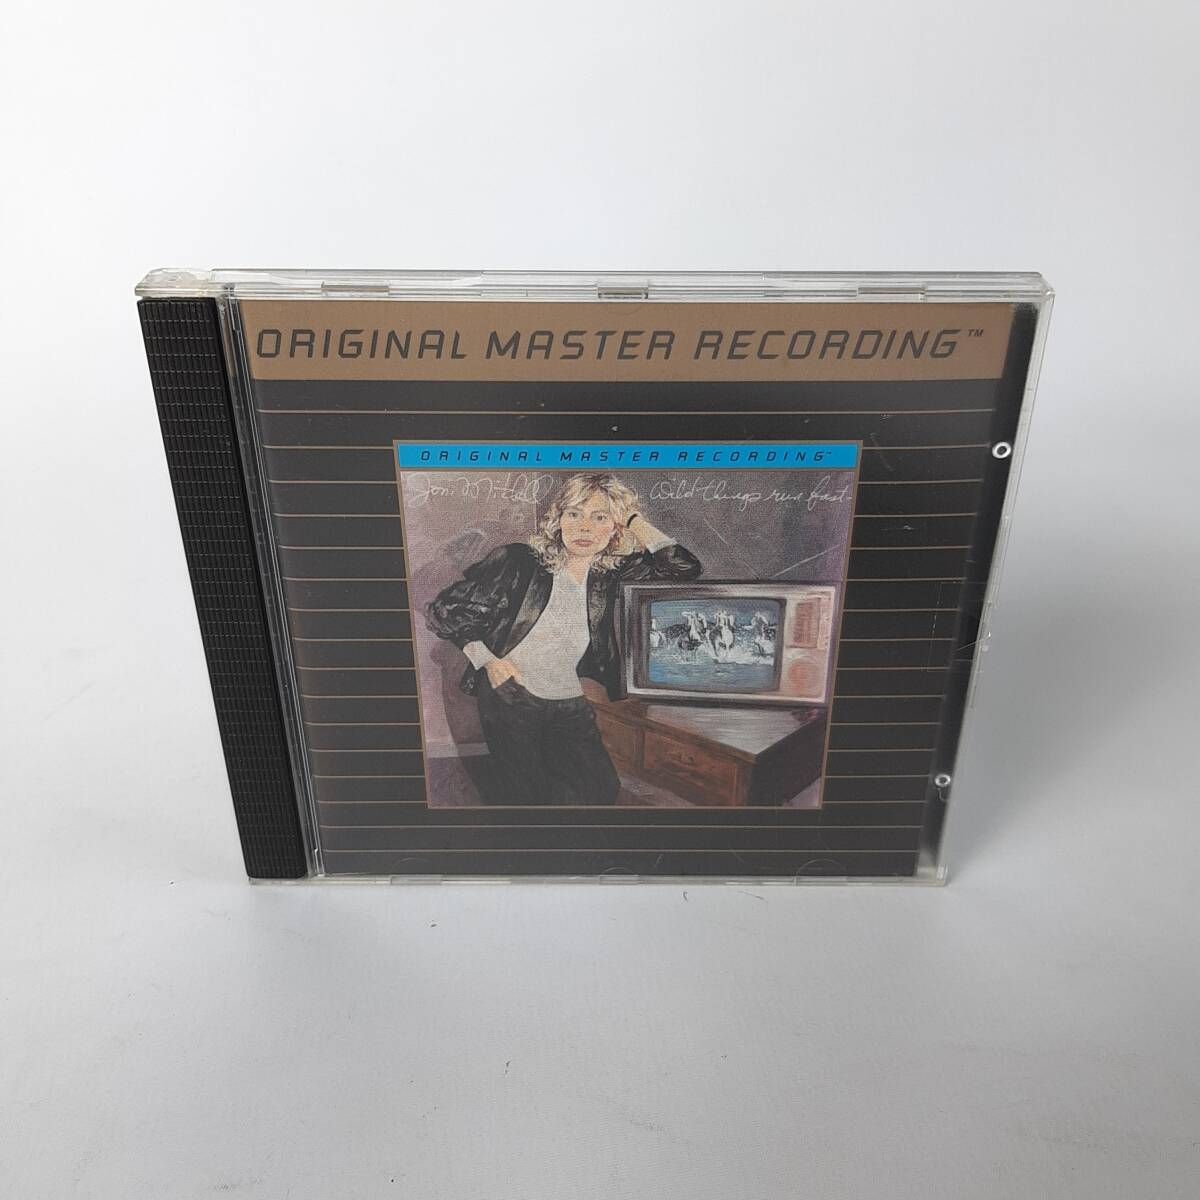 ORIGINAL MASTER RECORDING™
ORIGINAL MASTER RECORDING™
Joni Mitchell Wild things run fast